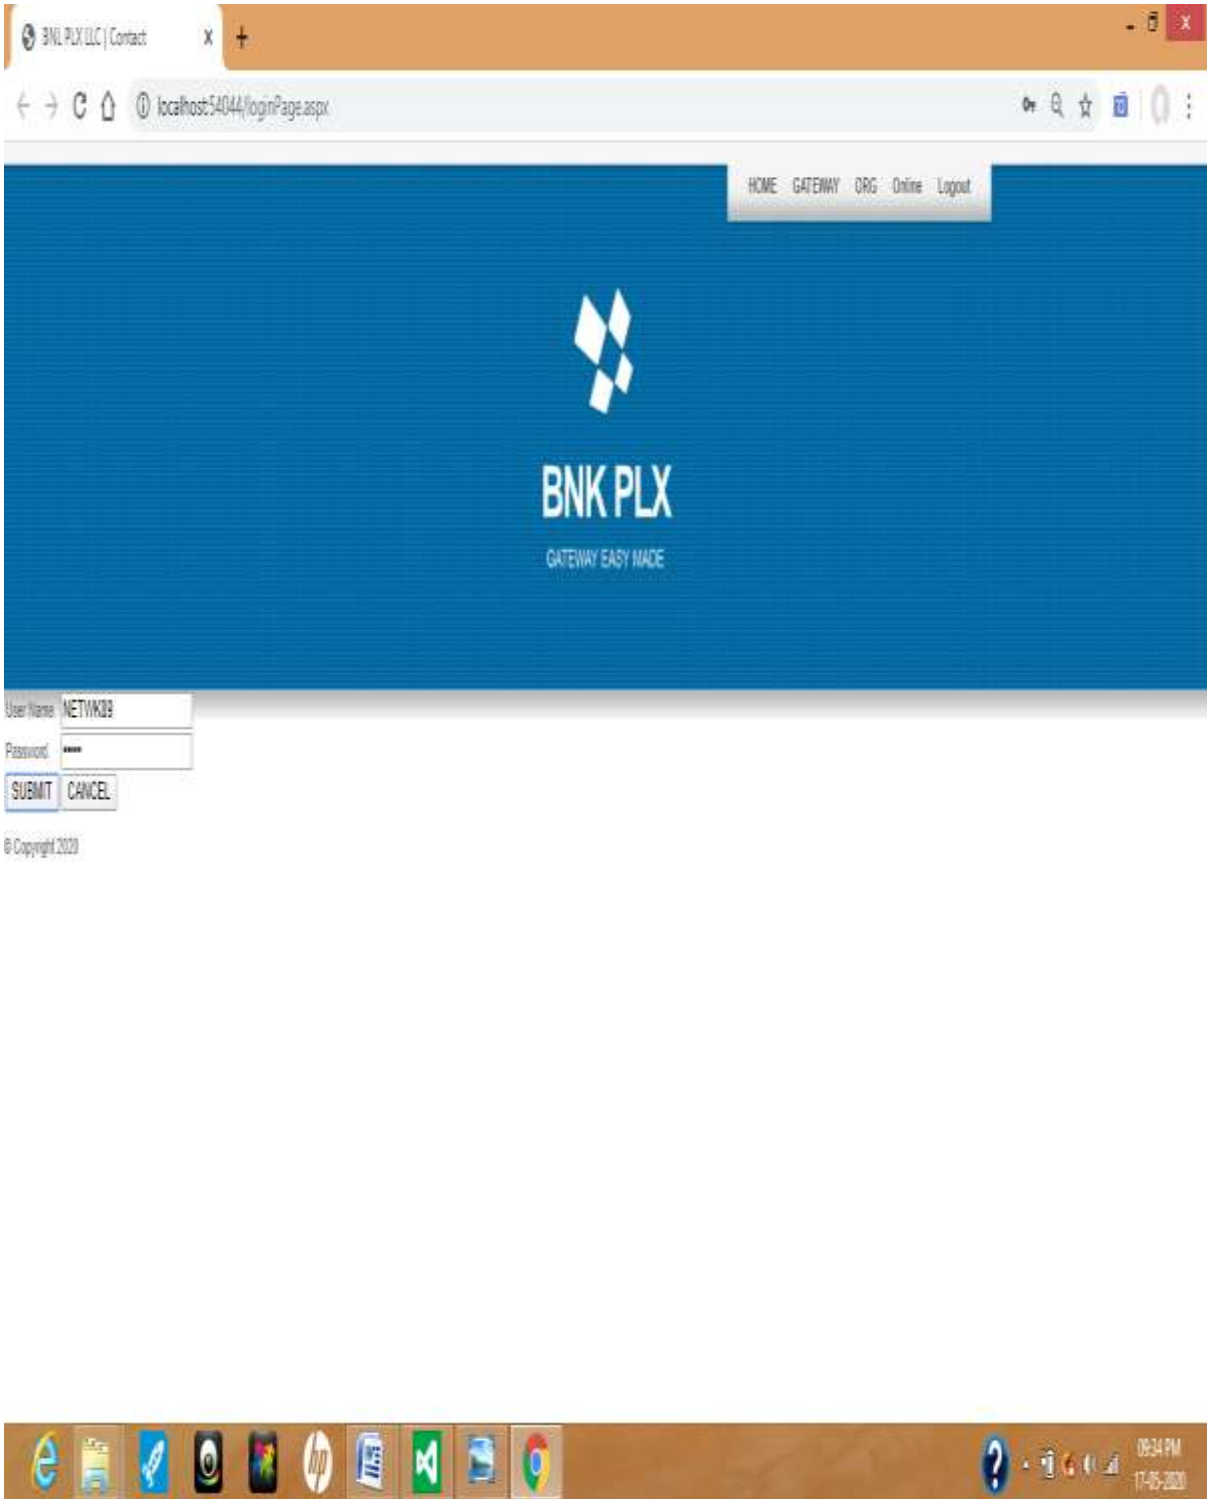 BNL PLX LLC | Contact
localhost:54044/loginPage.aspx
HOME GATEWAY ORG Online Logout
BNK PLX
GATEWAY EASY MADE
User Name
Password
SUBMIT CANCEL
© Copyright 2020
hp
09:34 PM
17-05-2020